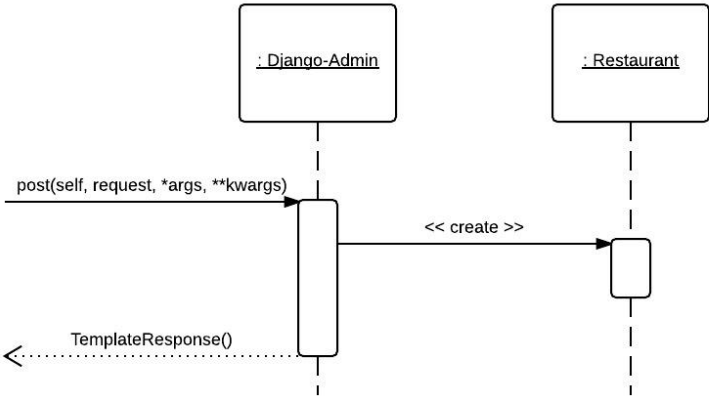 : Django-Admin
: Restaurant
post(self, request, *args, **kwargs)
<< create >>
TemplateResponse()